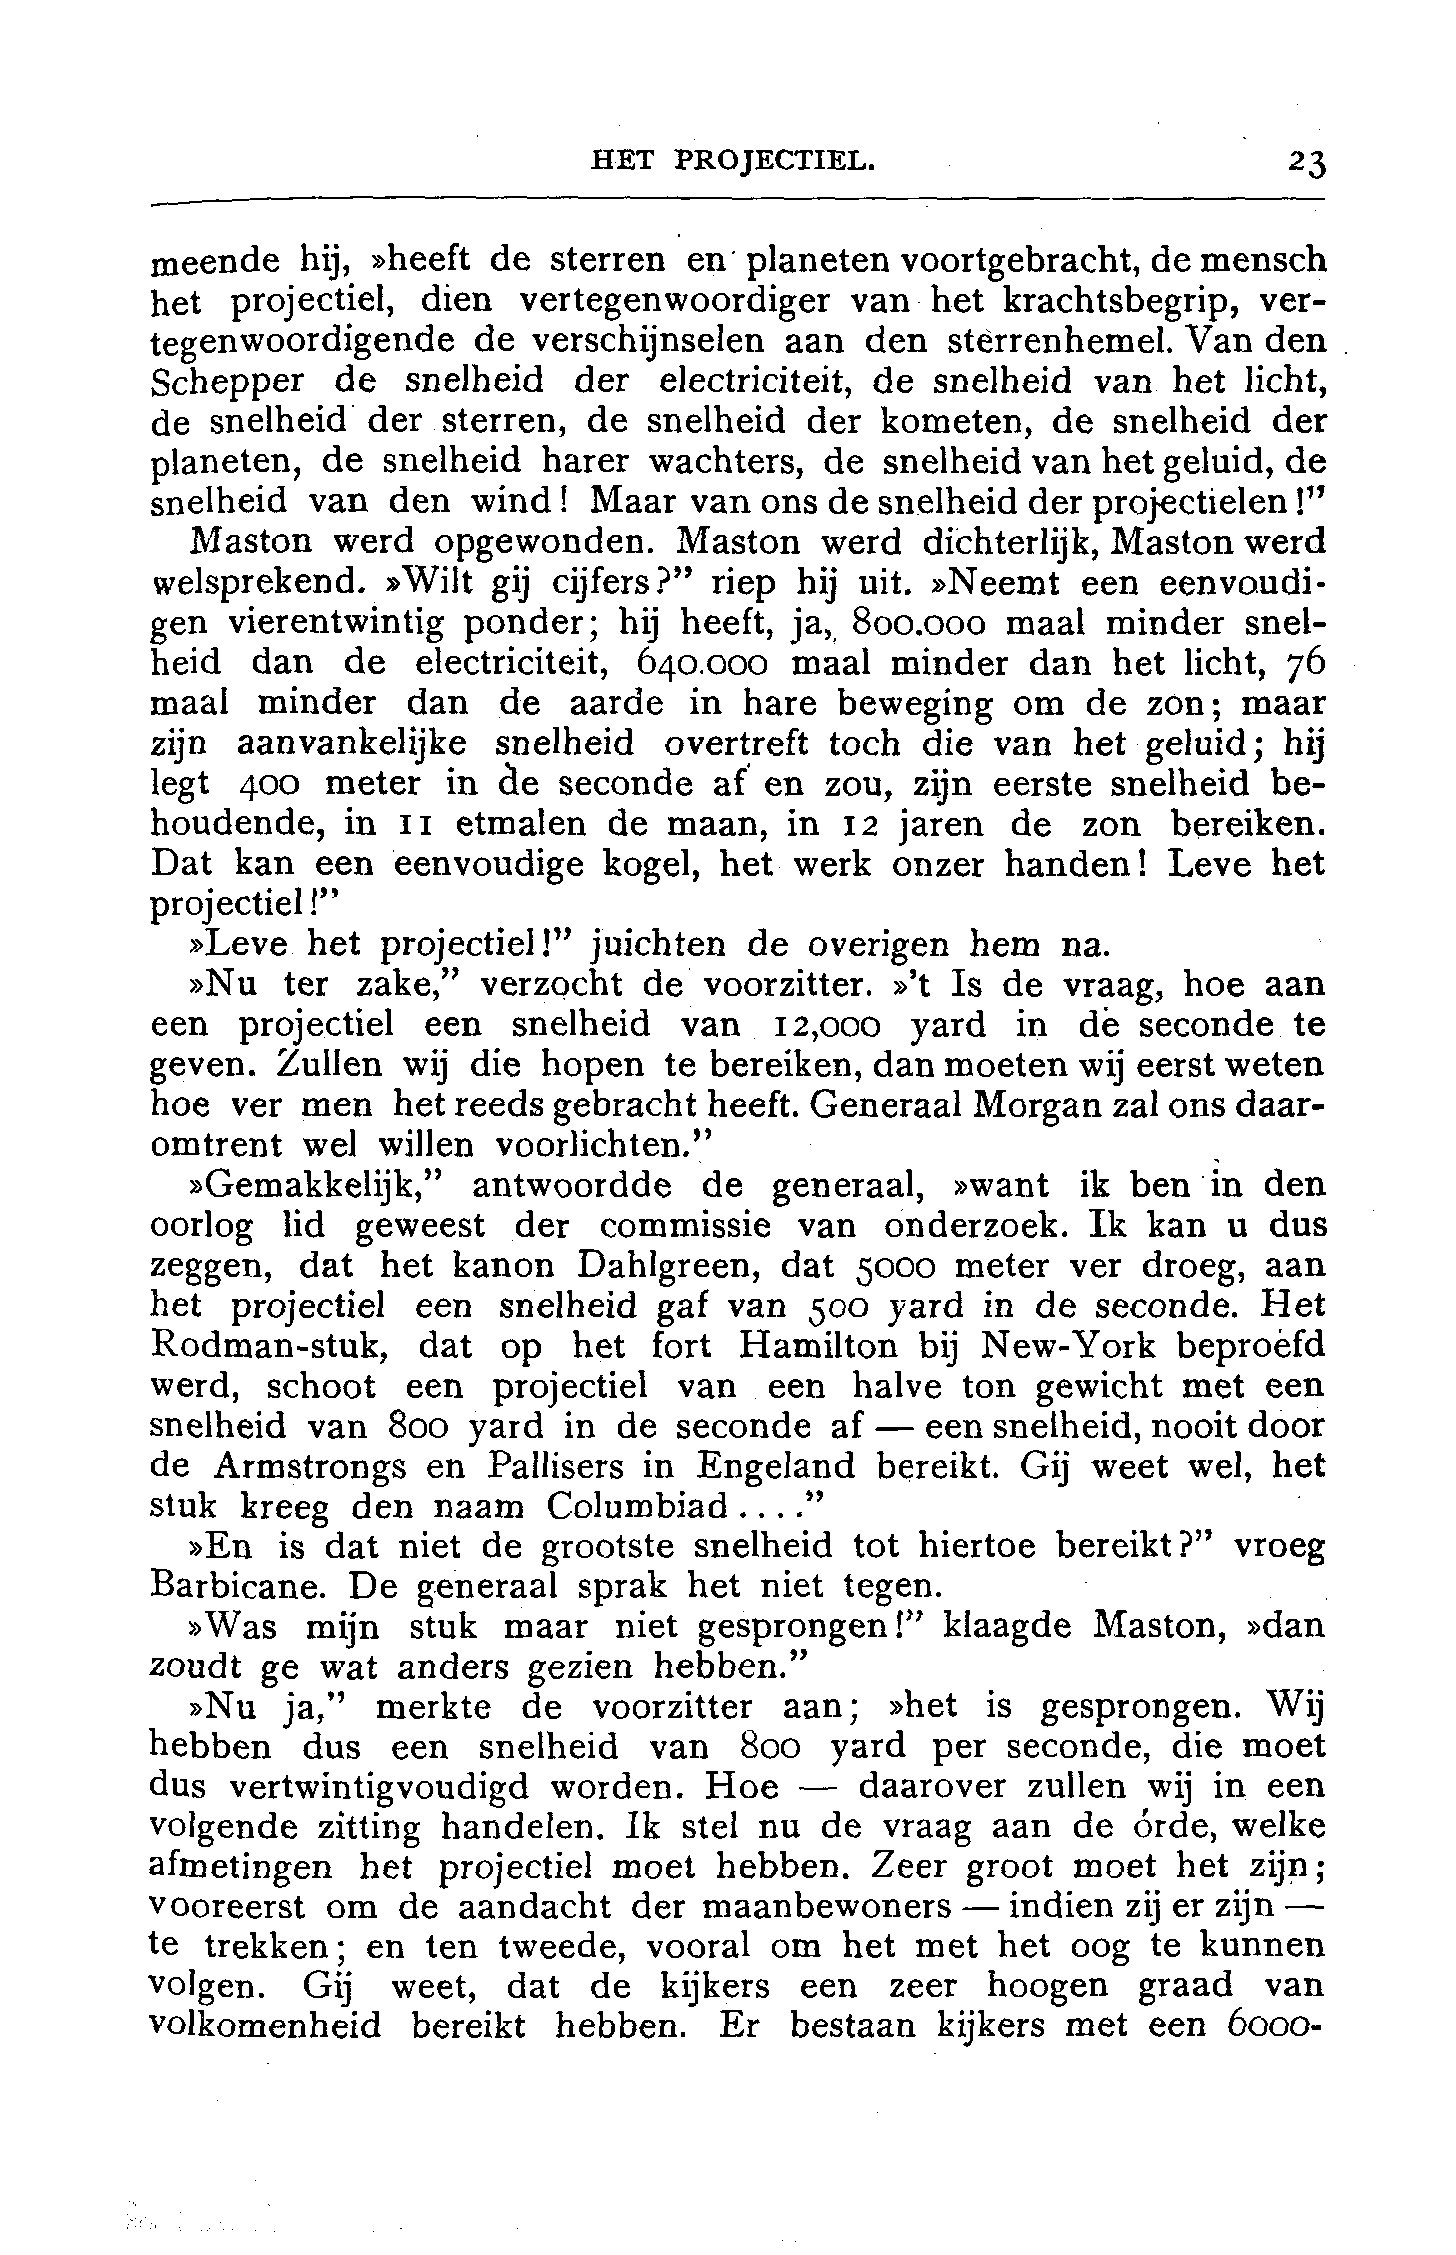 HET PROJECTIEL. 23
meende hij, »heeft de sterren en planeten voortgebracht, de mensch
het projectiel, dien vertegenwoordiger van het krachtsbegrip, ver-
tegenwoordigende de verschijnselen aan den sterrenhemel. Van den
Schepper de snelheid der electriciteit, de snelheid van het licht,
de snelheid der sterren, de snelheid der kometen, de snelheid der
planeten, de snelheid harer wachters, de snelheid van het geluid, de
snelheid van den wind! Maar van ons de snelheid der projectielen!”
Maston werd opgewonden. Maston werd dichterlijk, Maston werd
welsprekend. »Wilt gij cijfers?” riep hij uit. »Neemt een eenvoudi-
gen vierentwintig ponder; hij heeft, ja, 800.000 maal minder snel-
heid dan de electriciteit, 640.000 maal minder dan het licht, 76
maal minder dan de aarde in hare beweging om de zon; maar
zijn aanvankelijke snelheid overtreft toch die van het geluid; hij
legt 400 meter in de seconde af en zou, zijn eerste snelheid be-
houdende, in 11 etmalen de maan, in 12 jaren de zon bereiken.
Dat kan een eenvoudige kogel, het werk onzer handen! Leve het
projectiel!”
»Leve het projectiel!” juichten de overigen hem na.
»Nu ter zake,” verzocht de voorzitter. »’t Is de vraag, hoe aan
een projectiel een snelheid van 12,000 yard in de seconde te
geven. Zullen wij die hopen te bereiken, dan moeten wij eerst weten
hoe ver men het reeds gebracht heeft. Generaal Morgan zal ons daar-
omtrent wel willen voorlichten.”
»Gemakkelijk,” antwoordde de generaal, »want ik ben in den
oorlog lid geweest der commissie van onderzoek. Ik kan u dus
zeggen, dat het kanon Dahlgreen, dat 5000 meter ver droeg, aan
het projectiel een snelheid gaf van 500 yard in de seconde. Het
Rodman-stuk, dat op het fort Hamilton bij New-York beproefd
werd, schoot een projectiel van een halve ton gewicht met een
snelheid van 800 yard in de seconde af — een snelheid, nooit door
de Armstrongs en Pallisers in Engeland bereikt. Gij weet wel, het
stuk kreeg den naam Columbiad....”
»En is dat niet de grootste snelheid tot hiertoe bereikt?” vroeg
Barbicane. De generaal sprak het niet tegen.
»Was mijn stuk maar niet gesprongen!” klaagde Maston, »dan
zoudt ge wat anders gezien hebben.”
»Nu ja,” merkte de voorzitter aan; »het is gesprongen. Wij
hebben dus een snelheid van 800 yard per seconde, die moet
dus vertwintigvoudigd worden. Hoe — daarover zullen wij in een
volgende zitting handelen. Ik stel nu de vraag aan de órde, welke
afmetingen het projectiel moet hebben. Zeer groot moet het zijn;
vooreerst om de aandacht der maanbewoners — indien zij er zijn —
te trekken; en ten tweede, vooral om het met het oog te kunnen
volgen. Gij weet, dat de kijkers een zeer hoogen graad van
volkomenheid bereikt hebben. Er bestaan kijkers met een 6000-